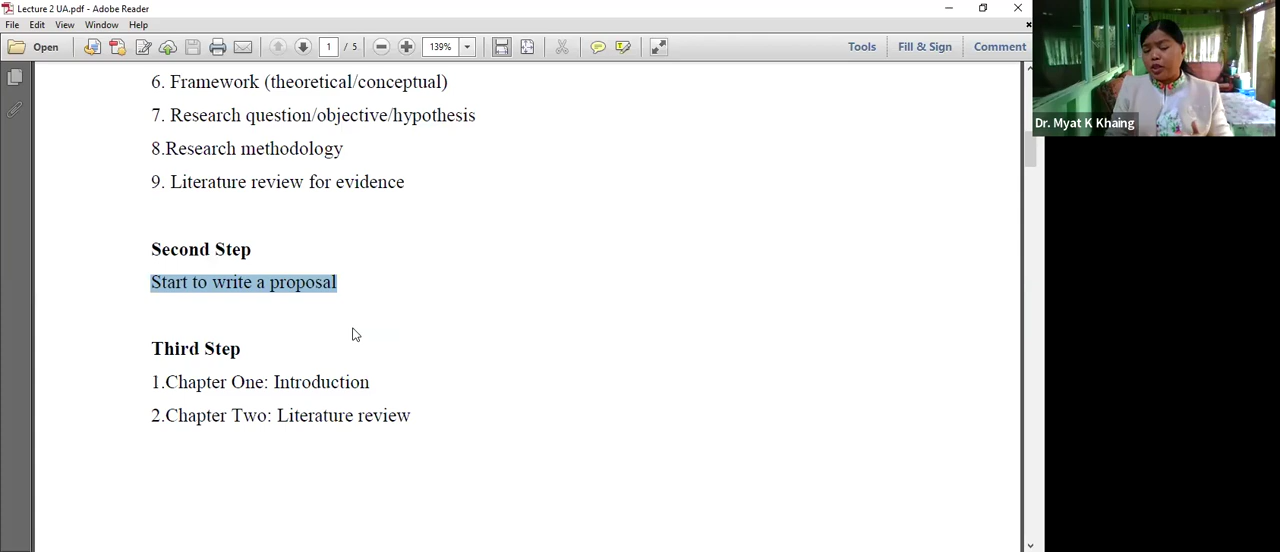 Lecture 2 UA.pdf - Adobe Reader
File Edit View Window Help
Open 1 / 5 139% Tools Fill & Sign Comment
6. Framework (theoretical/conceptual)
7. Research question/objective/hypothesis
8.Research methodology
9. Literature review for evidence
Second Step
Start to write a proposal
Third Step
1.Chapter One: Introduction
2.Chapter Two: Literature review
Dr. Myat K Khaing